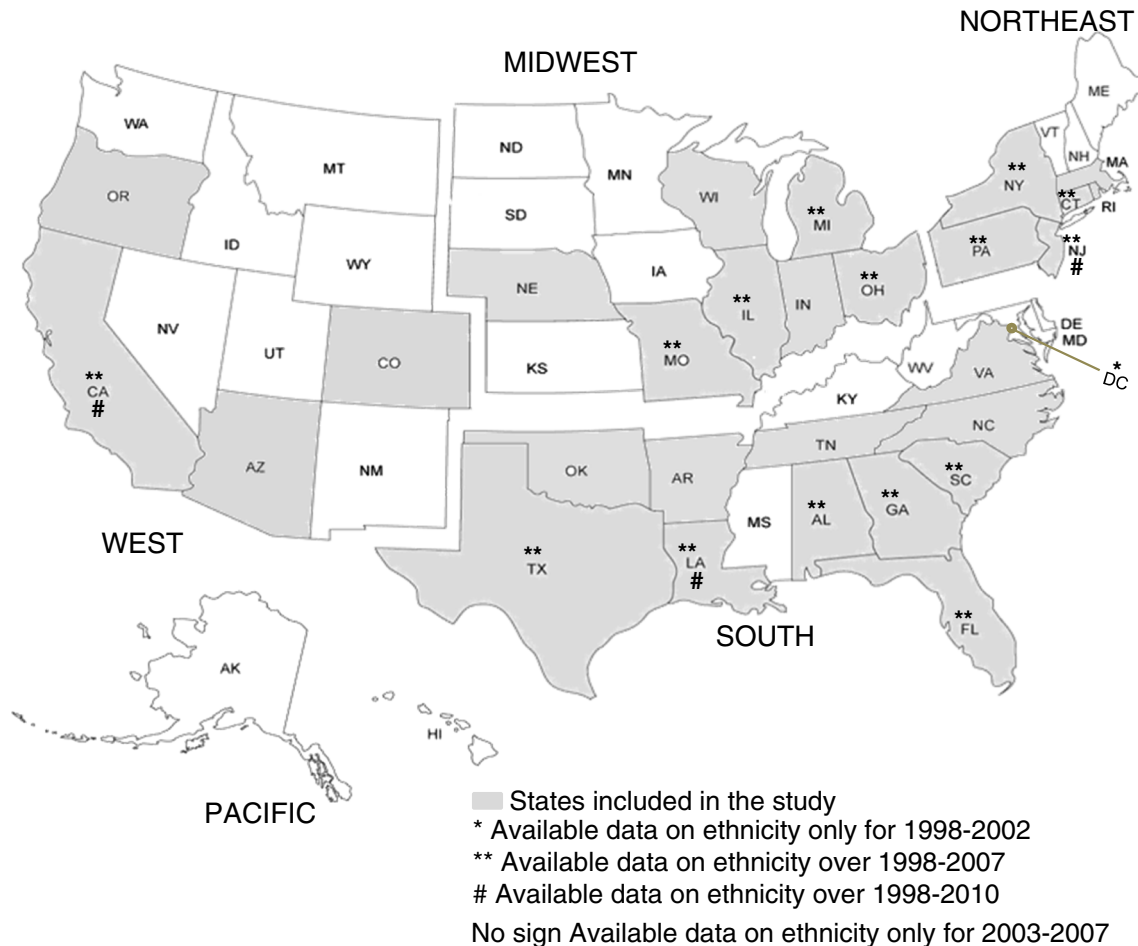 NORTHEAST
MIDWEST
ME
WA
VT
ND
MT
MN
NH
MA
**
NY
OR
WI
**
CT
RI
SD
**
MI
ID
**
PA
**
NJ
#
WY
IA
**
OH
NE
**
IL
IN
DE
MD
NV
**
MO
UT
CO
KS
WV
VA
*
DC
**
CA
#
KY
NC
TN
AZ
NM
OK
AR
**
SC
**
GA
**
AL
MS
WEST
**
TX
**
LA
#
**
FL
SOUTH
AK
HI
PACIFIC
States included in the study
* Available data on ethnicity only for 1998-2002
** Available data on ethnicity over 1998-2007
# Available data on ethnicity over 1998-2010
No sign Available data on ethnicity only for 2003-2007